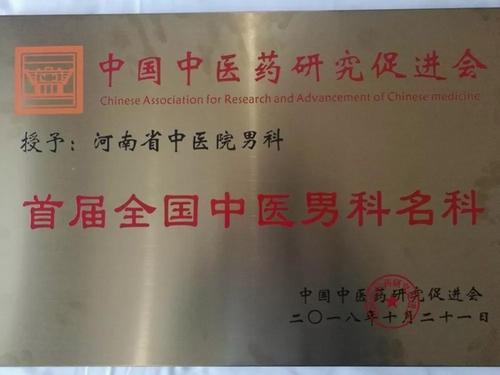 中国中医药研究促进会
Chinese Association for Research and Advancement of Chinese medicine
授予：河南省中医院男科
首届全国中医男科名科
中国中医药研究促进会
二〇一八年十月二十一日